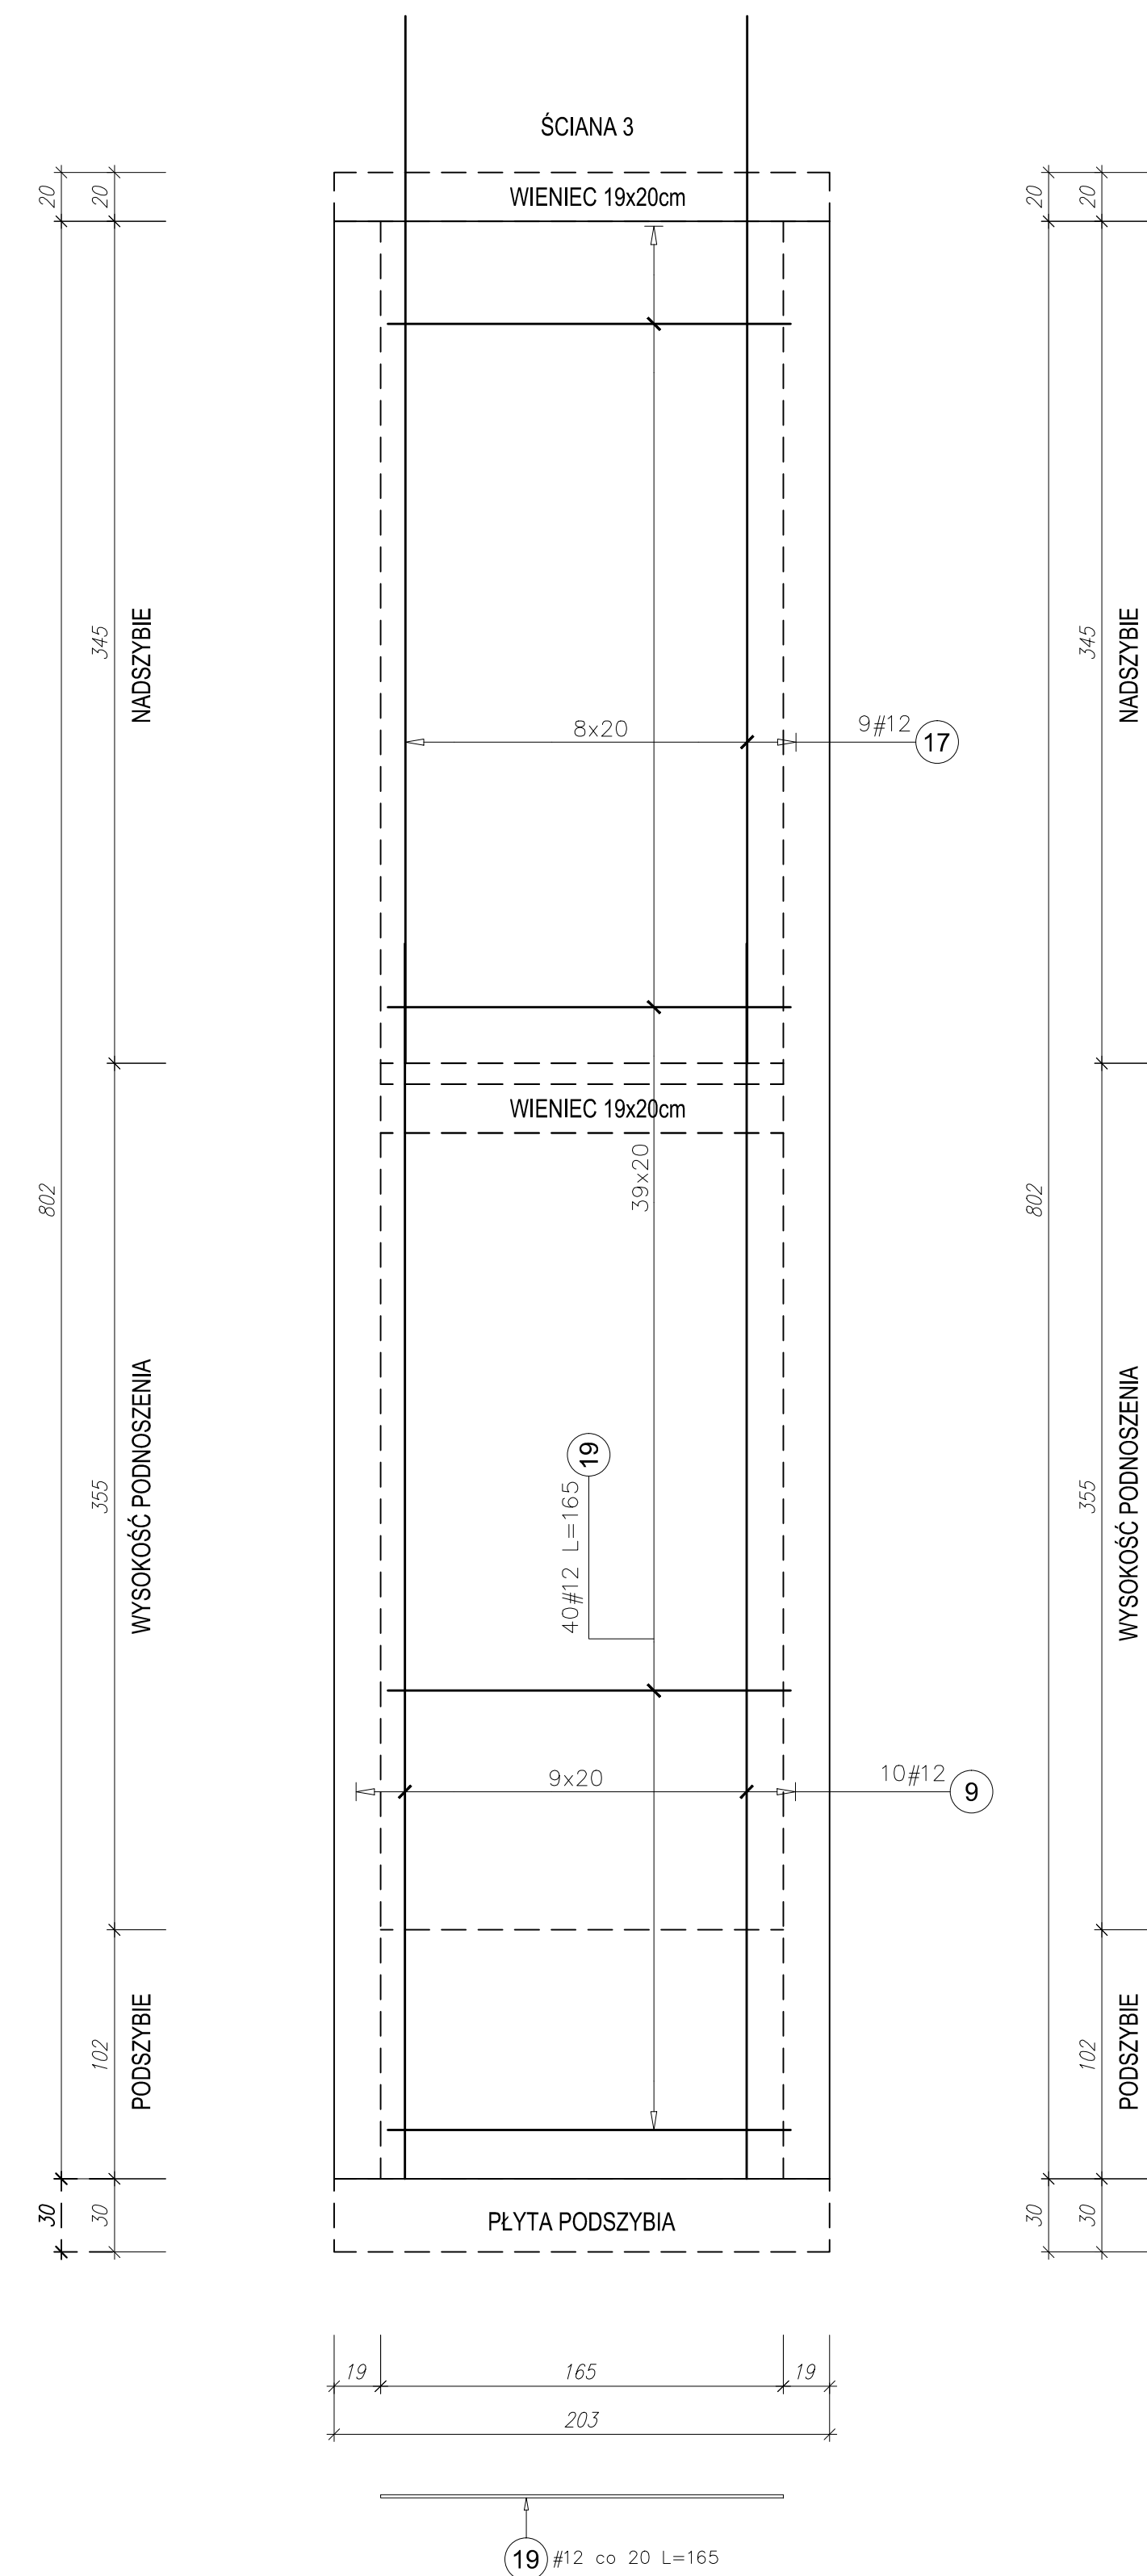 ŚCIANA 3
WIENIEC 19x20cm
20
20
20
20
345
NADSZYBIE
345
NADSZYBIE
8x20
9#12
17
WIENIEC 19x20cm
39x20
802
802
355
WYSOKOŚĆ PODNOSZENIA
355
WYSOKOŚĆ PODNOSZENIA
19
40#12 L=165
9x20
10#12
9
102
PODSZYBIE
102
PODSZYBIE
30
30
PŁYTA PODSZYBIA
30
30
19
165
19
203
19 #12 co 20 L=165